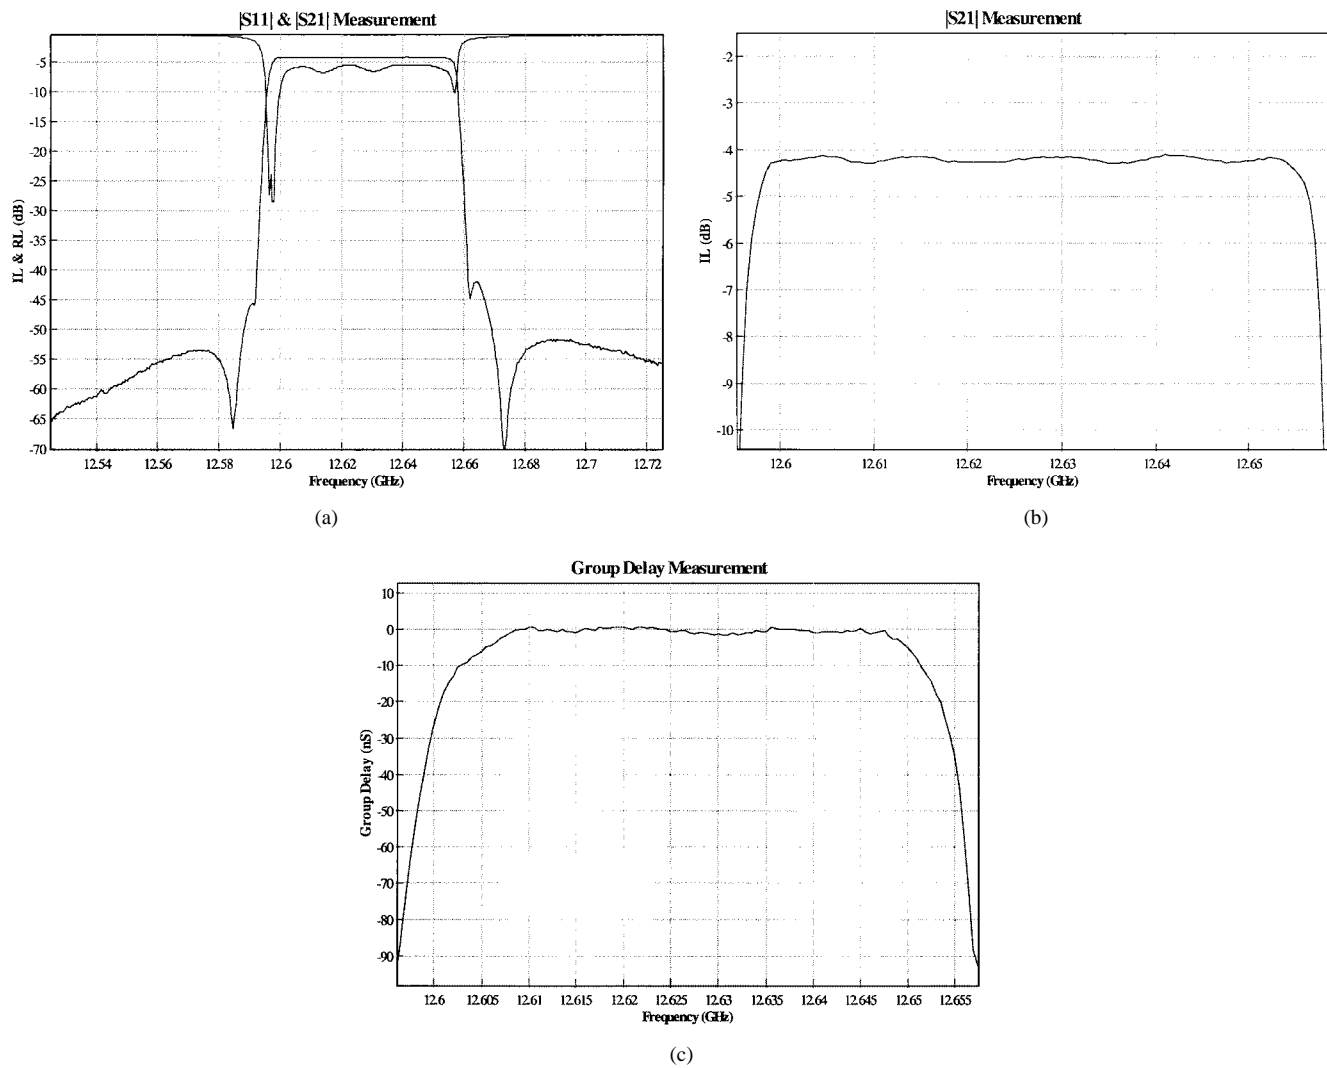 |S11| & |S21| Measurement
IL & RL (dB)
-5
-10
-15
-20
-25
-30
-35
-40
-45
-50
-55
-60
-65
-70
12.54 12.56 12.58 12.6 12.62 12.64 12.66 12.68 12.7 12.72
Frequency (GHz)
(a)
|S21| Measurement
IL (dB)
-2
-3
-4
-5
-6
-7
-8
-9
-10
12.6 12.61 12.62 12.63 12.64 12.65
Frequency (GHz)
(b)
Group Delay Measurement
Group Delay (nS)
10
0
-10
-20
-30
-40
-50
-60
-70
-80
-90
12.6 12.605 12.61 12.615 12.62 12.625 12.63 12.635 12.64 12.645 12.65 12.655
Frequency (GHz)
(c)